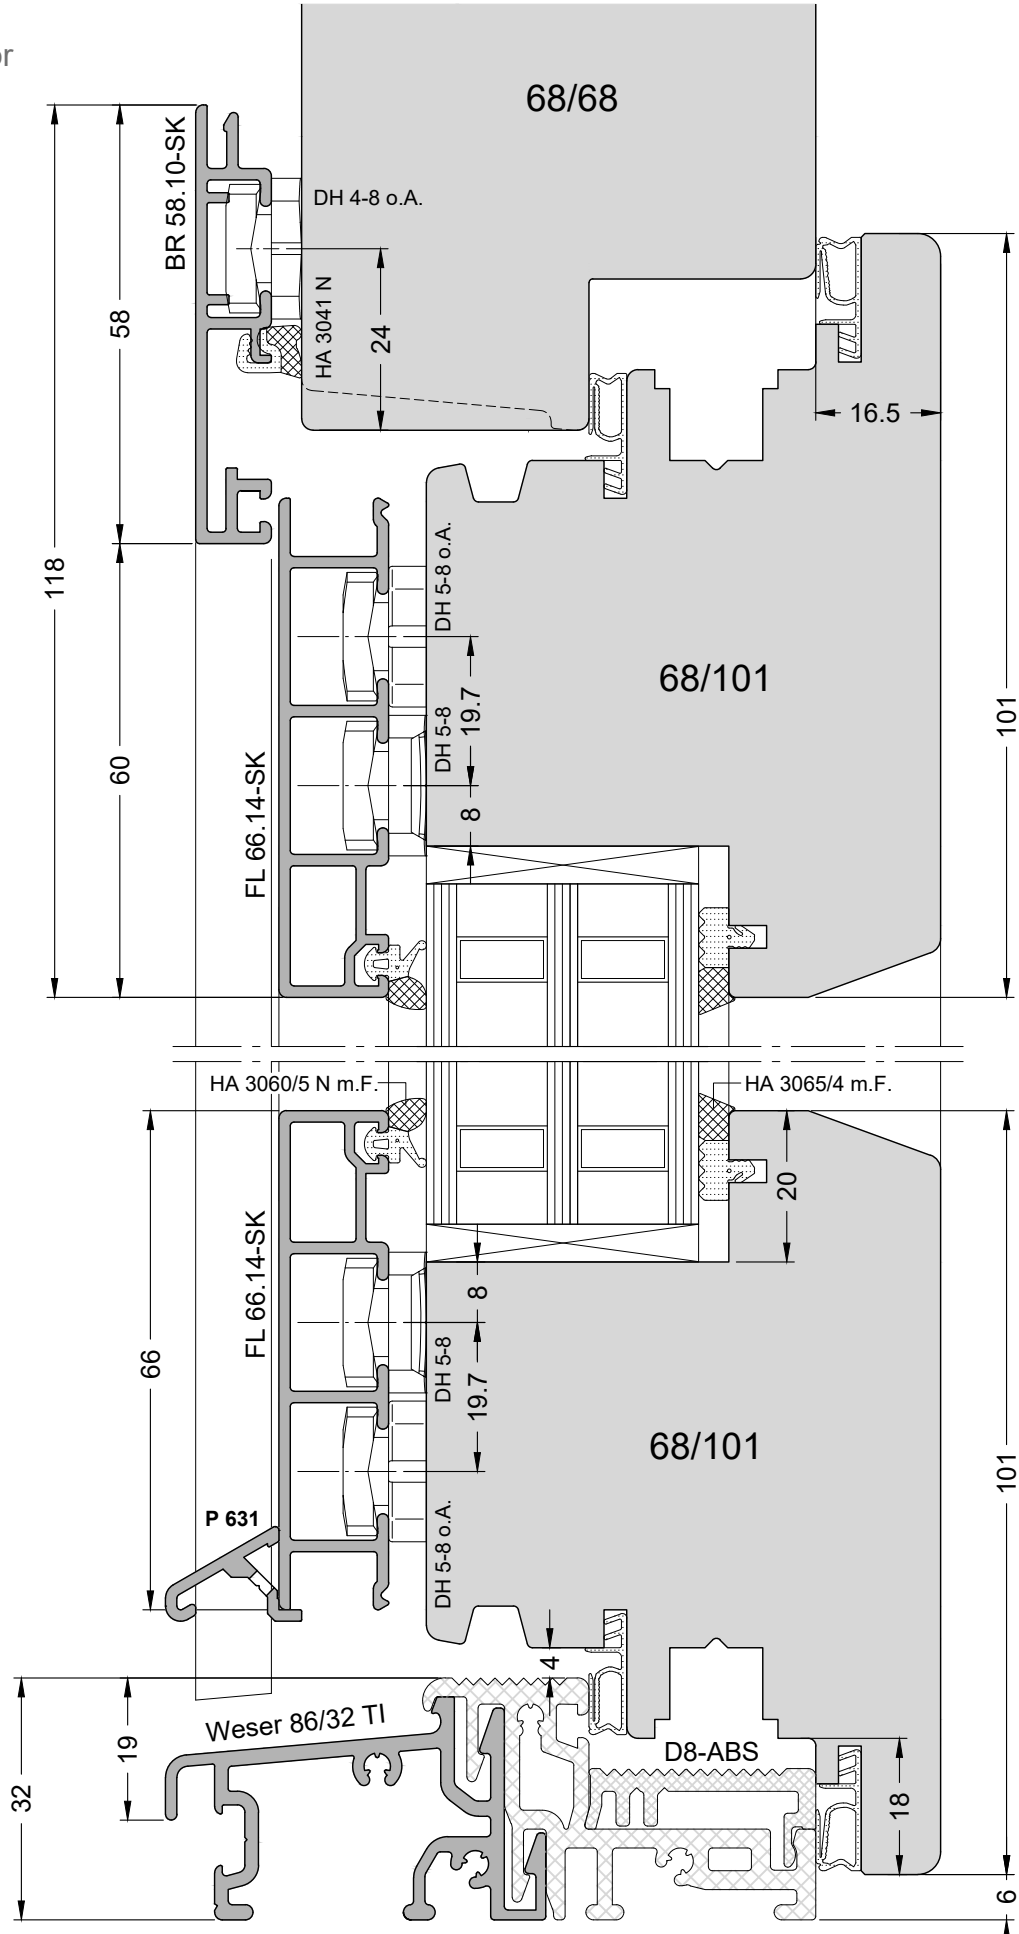 or
68/68
BR 58.10-SK
DH 4-8 o.A.
HA 3041 N
24
58
118
16.5
DH 5-8 o.A.
68/101
19.7
DH 5-8
101
60
FL 66.14-SK
8
HA 3060/5 N m.F.
HA 3065/4 m.F.
20
FL 66.14-SK
8
DH 5-8
66
19.7
68/101
101
P 631
DH 5-8 o.A.
4
Weser 86/32 TI
D8-ABS
19
32
18
6